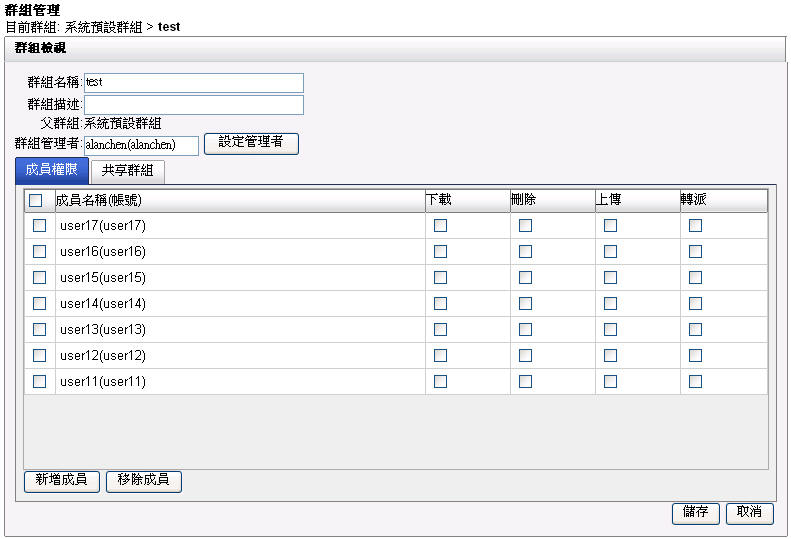 群組管理
目前群組: 系統預設群組 > test
群組檢視
群組名稱: test
群組描述:
父群組: 系統預設群組
群組管理者: alanchen(alanchen) 設定管理者
成員權限 共享群組
成員名稱(帳號) 下載 刪除 上傳 轉派
user17(user17)
user16(user16)
user15(user15)
user14(user14)
user13(user13)
user12(user12)
user11(user11)
新增成員 移除成員
儲存 取消